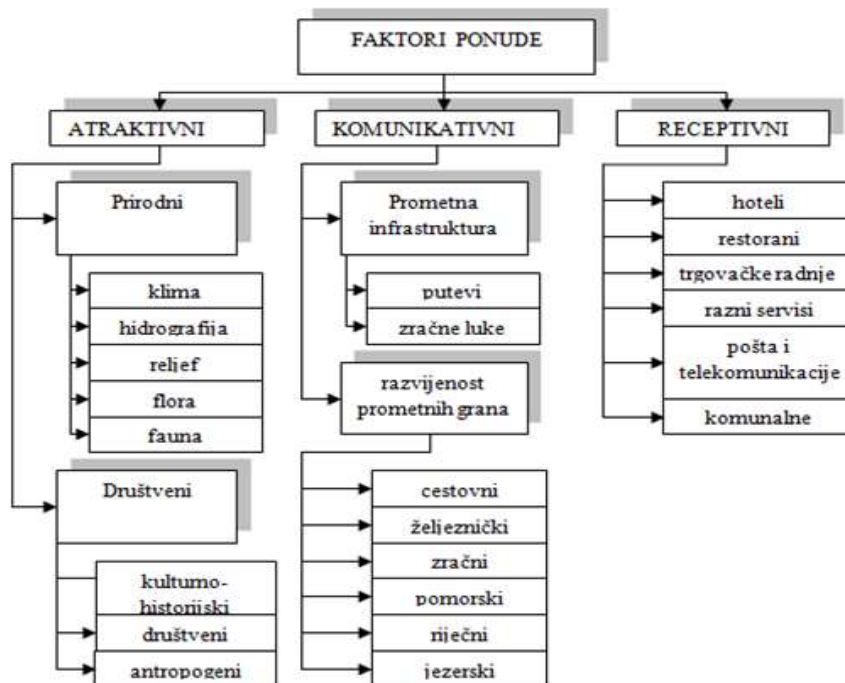 FAKTORI PONUDE
ATRAKTIVNI
Prirodni
klima
hidrografija
reljef
flora
fauna
Društveni
kulturno-
historijski
društveni
antropogeni
KOMUNIKATIVNI
Prometna
infrastruktura
putevi
zračne luke
razvijenost
prometnih grana
cestovni
željeznički
zračni
pomorski
riječni
jezerski
RECEPTIVNI
hoteli
restorani
trgovačke radnje
razni servisi
pošta i
telekomunikacije
komunalne